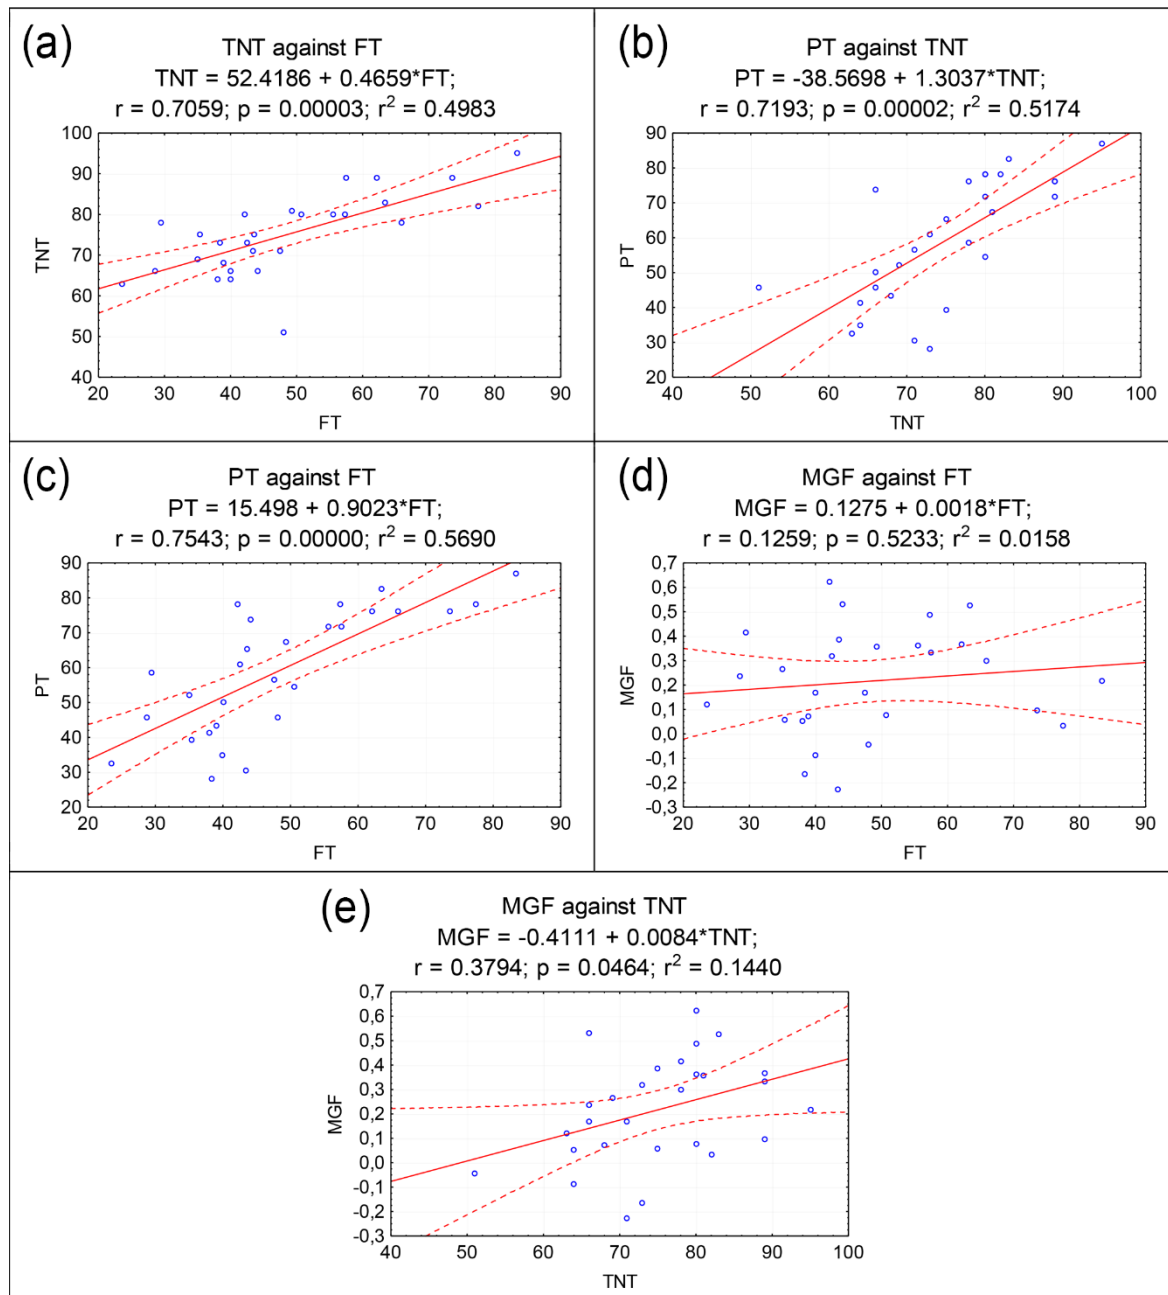 (a)
TNT against FT
TNT = 52.4186 + 0.4659*FT;
r = 0.7059; p = 0.00003; r² = 0.4983
100
90
80
70
60
50
40
TNT
20 30 40 50 60 70 80 90
FT
(b)
PT against TNT
PT = -38.5698 + 1.3037*TNT;
r = 0.7193; p = 0.00002; r² = 0.5174
90
80
70
60
50
40
30
20
PT
40 50 60 70 80 90 100
TNT
(c)
PT against FT
PT = 15.498 + 0.9023*FT;
r = 0.7543; p = 0.00000; r² = 0.5690
90
80
70
60
50
40
30
20
PT
20 30 40 50 60 70 80 90
FT
(d)
MGF against FT
MGF = 0.1275 + 0.0018*FT;
r = 0.1259; p = 0.5233; r² = 0.0158
0,7
0,6
0,5
0,4
0,3
0,2
0,1
0,0
-0,1
-0,2
-0,3
MGF
20 30 40 50 60 70 80 90
FT
(e)
MGF against TNT
MGF = -0.4111 + 0.0084*TNT;
r = 0.3794; p = 0.0464; r² = 0.1440
0,7
0,6
0,5
0,4
0,3
0,2
0,1
0,0
-0,1
-0,2
-0,3
MGF
40 50 60 70 80 90 100
TNT